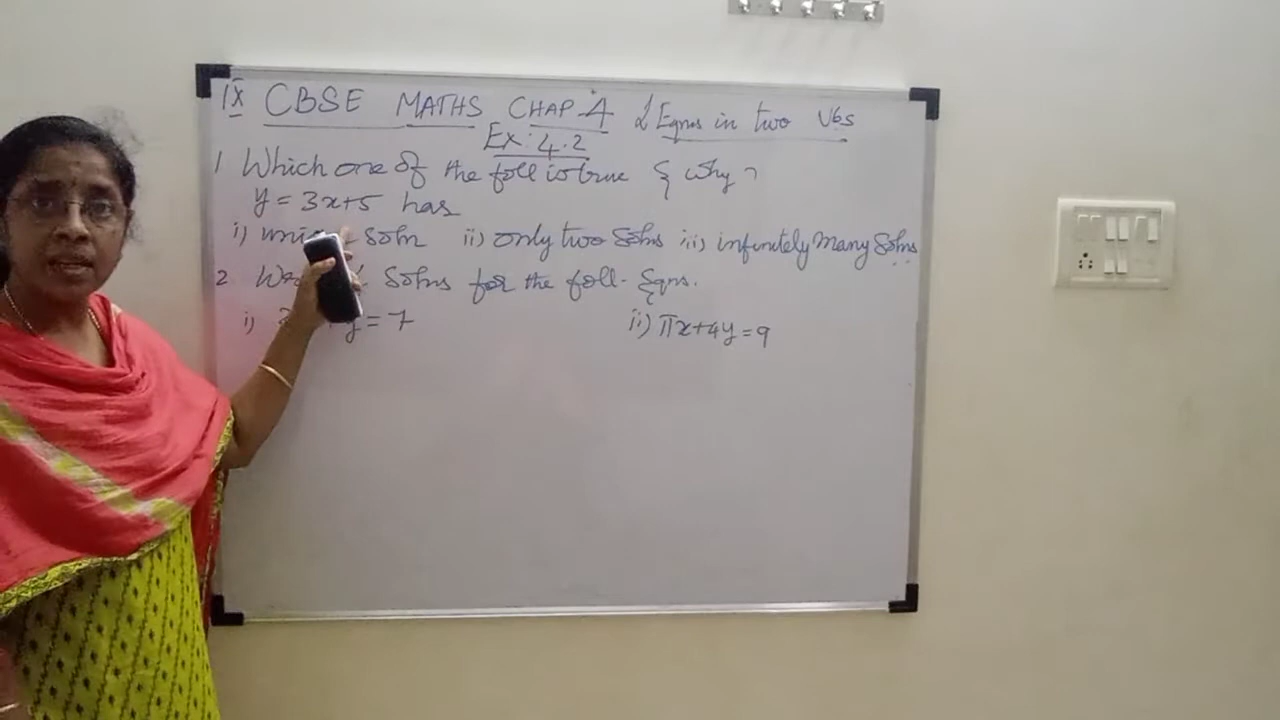 IX CBSE MATHS CHAP 4 L Eqns in two Vbs
Ex: 4.2
1 Which one of the foll is true & why?
y = 3x+5 has
i) soln ii) only two Solns iii) infinitely many Solns
2 Solns for the foll. Eqns.
i) y = 7 ii) πx+4y=9